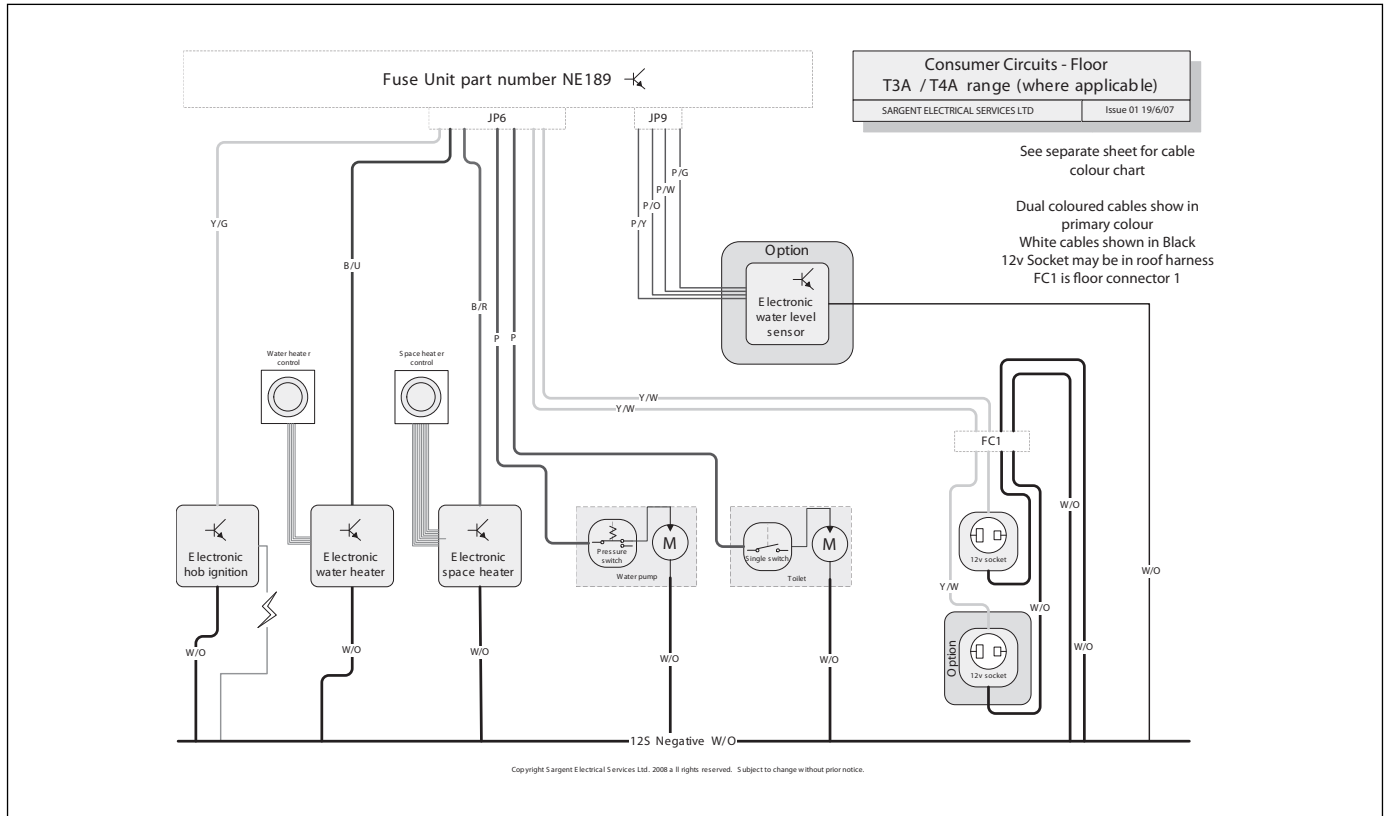 Fuse Unit part number NE189
JP6
JP9
Consumer Circuits - Floor
T3A / T4A range (where applicable)
SARGENT ELECTRICAL SERVICES LTD
Issue 01 19/6/07
See separate sheet for cable
colour chart
Dual coloured cables show in
primary colour
White cables shown in Black
12v Socket may be in roof harness
FC1 is floor connector 1
P/G
P/W
P/O
P/Y
Y/G
B/U
B/R
P
P
Option
Electronic
water level
sensor
Water heater
control
Space heater
control
Y/W
Y/W
FC1
W/O
W/O
W/O
W/O
Y/W
Electronic
hob ignition
Electronic
water heater
Electronic
space heater
Pressure
switch
M
Water pump
Single switch
M
Toilet
12v socket
Option
12v socket
W/O
W/O
W/O
W/O
W/O
12S Negative W/O
Copyright Sargent Electrical Services Ltd. 2008 all rights reserved. Subject to change without prior notice.